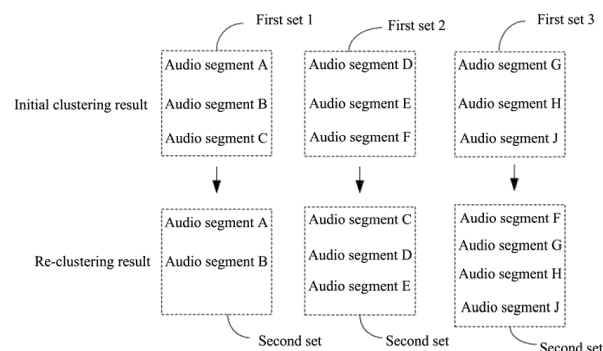 First set 1
First set 2
First set 3
Initial clustering result
Audio segment A
Audio segment B
Audio segment C
Audio segment D
Audio segment E
Audio segment F
Audio segment G
Audio segment H
Audio segment J
Re-clustering result
Audio segment A
Audio segment B
Audio segment C
Audio segment D
Audio segment E
Audio segment F
Audio segment G
Audio segment H
Audio segment J
Second set
Second set
Second set